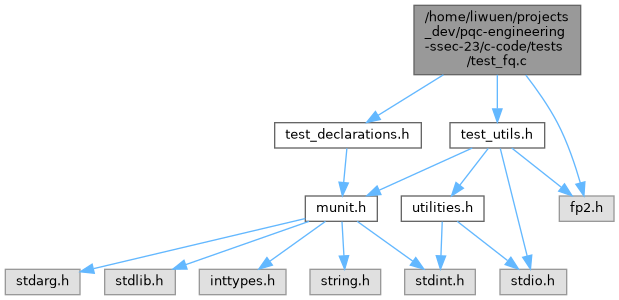 /home/liwuen/projects
_dev/pqc-engineering
-ssec-23/c-code/tests
/test_fq.c
test_declarations.h
test_utils.h
munit.h
utilities.h
fp2.h
stdarg.h
stdlib.h
inttypes.h
string.h
stdint.h
stdio.h